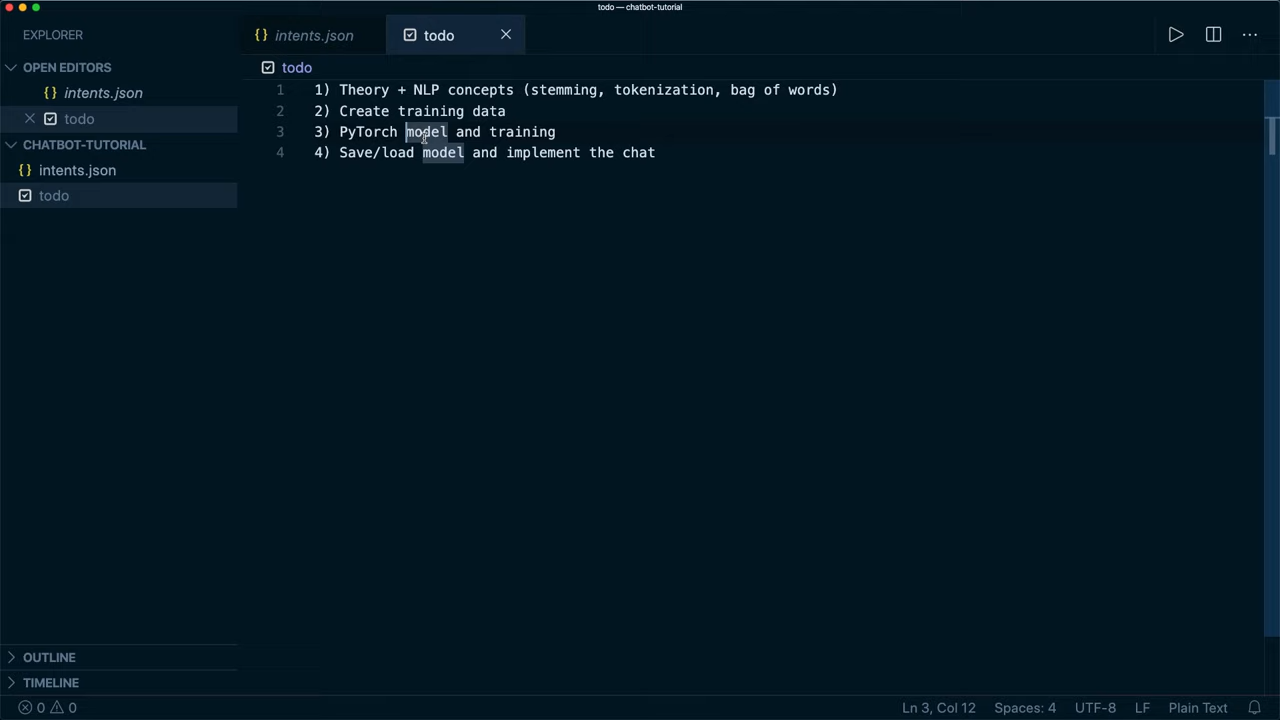 todo — chatbot-tutorial
EXPLORER
{} intents.json
todo
OPEN EDITORS
{} intents.json
todo
CHATBOT-TUTORIAL
{} intents.json
todo
todo
1 1) Theory + NLP concepts (stemming, tokenization, bag of words)
2 2) Create training data
3 3) PyTorch model and training
4 4) Save/load model and implement the chat
OUTLINE
TIMELINE
0 0
Ln 3, Col 12 Spaces: 4 UTF-8 LF Plain Text